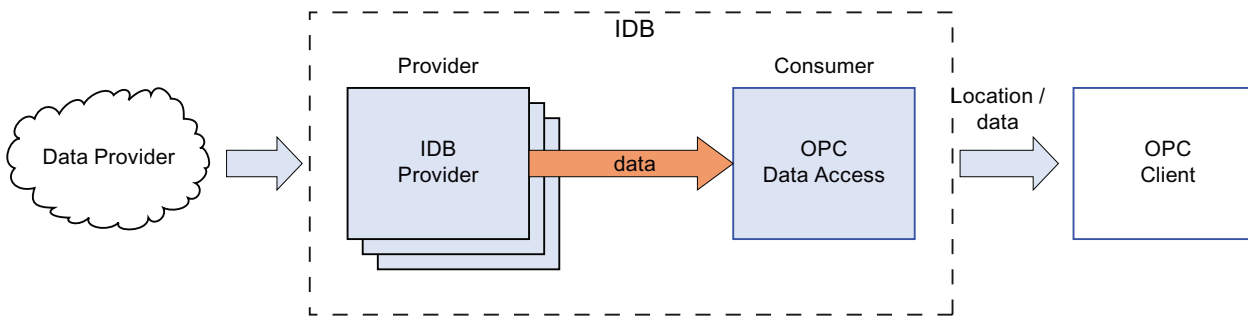 IDB
Provider
Consumer
Data Provider
IDB
Provider
data
OPC
Data Access
Location /
data
OPC
Client